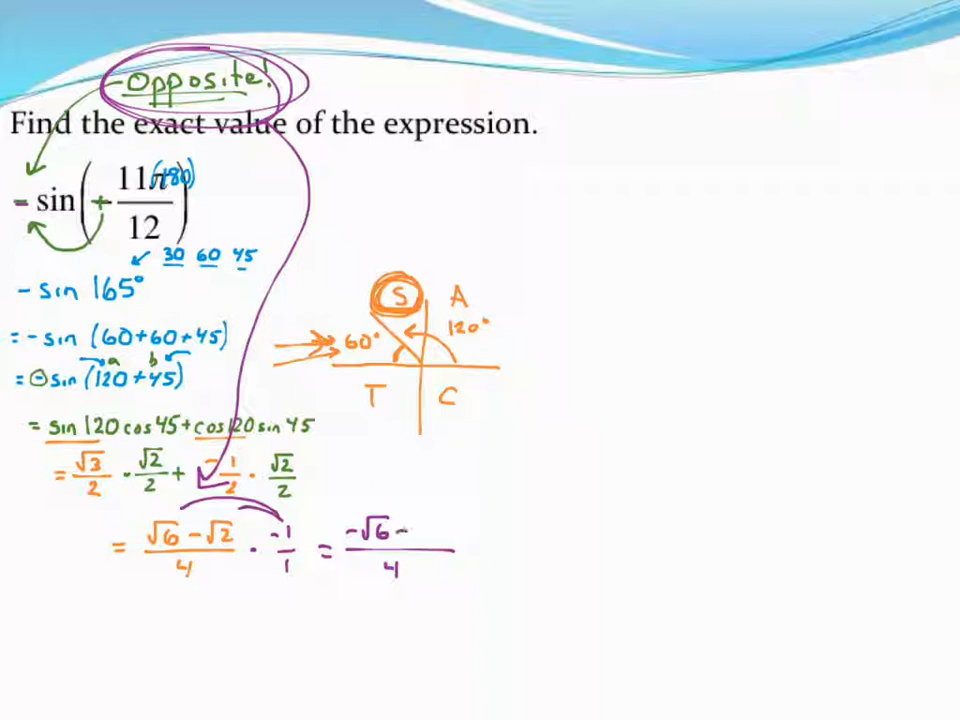 -Opposite!
Find the exact value of the expression.
- sin(+ 11π(180) / 12)
30 60 45
- sin 165°
= - sin (60+60+45)
a b
= - sin (120 + 45)
= sin 120 cos 45 + cos 120 sin 45
= √3/2 · √2/2 + -1/2 · √2/2
= √6 - √2 / 4 · -1/1 = -√6 - / 4
S A
60° 120°
T C